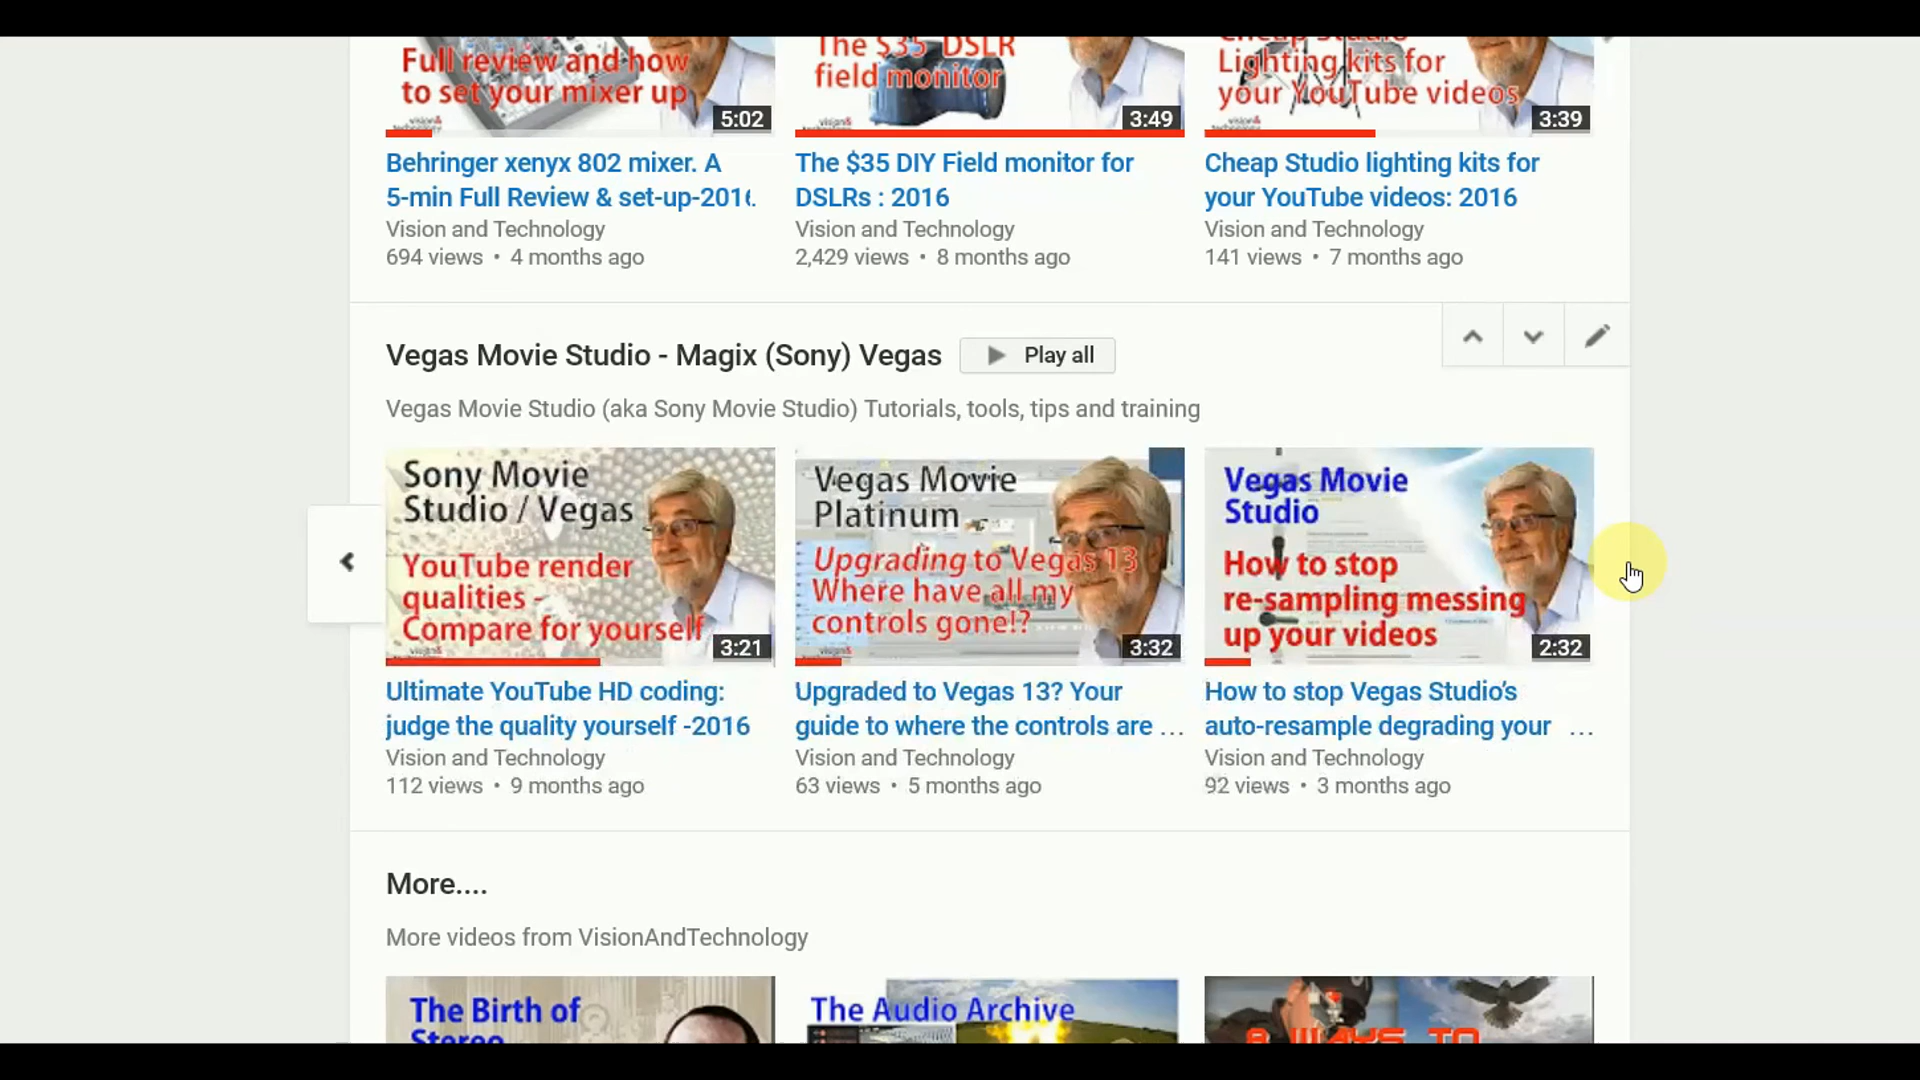 Full review and how
to set your mixer up
5:02
The $35 DSLR
field monitor
3:49
Cheap Studio
Lighting kits for
your YouTube videos
3:39
Behringer xenyx 802 mixer. A
5-min Full Review & set-up-2016.
Vision and Technology
694 views • 4 months ago
The $35 DIY Field monitor for
DSLRs : 2016
Vision and Technology
2,429 views • 8 months ago
Cheap Studio lighting kits for
your YouTube videos: 2016
Vision and Technology
141 views • 7 months ago
Vegas Movie Studio - Magix (Sony) Vegas
Play all
Vegas Movie Studio (aka Sony Movie Studio) Tutorials, tools, tips and training
Sony Movie
Studio / Vegas
YouTube render
qualities -
Compare for yourself
3:21
Vegas Movie
Platinum
Upgrading to Vegas 13
Where have all my
controls gone!?
3:32
Vegas Movie
Studio
How to stop
re-sampling messing
up your videos
2:32
Ultimate YouTube HD coding:
judge the quality yourself -2016
Vision and Technology
112 views • 9 months ago
Upgraded to Vegas 13? Your
guide to where the controls are ...
Vision and Technology
63 views • 5 months ago
How to stop Vegas Studio's
auto-resample degrading your ...
Vision and Technology
92 views • 3 months ago
More....
More videos from VisionAndTechnology
The Birth of
Stereo
The Audio Archive
8 WAYS TO